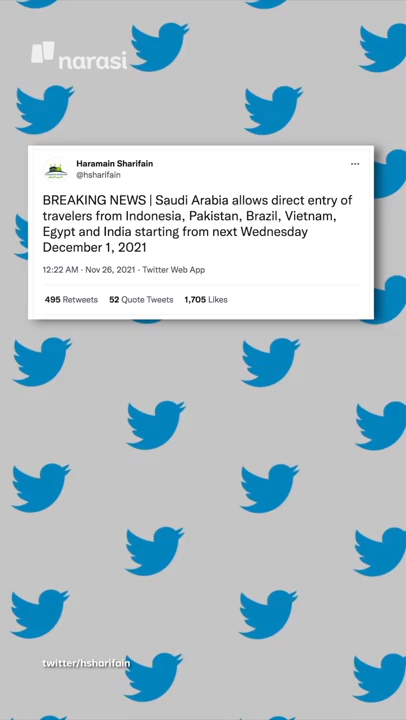 narasi
Haramain Sharifain
@hsharifain
BREAKING NEWS | Saudi Arabia allows direct entry of
travelers from Indonesia, Pakistan, Brazil, Vietnam,
Egypt and India starting from next Wednesday
December 1, 2021
12:22 AM · Nov 26, 2021 · Twitter Web App
495 Retweets 52 Quote Tweets 1,705 Likes
twitter/hsharifain